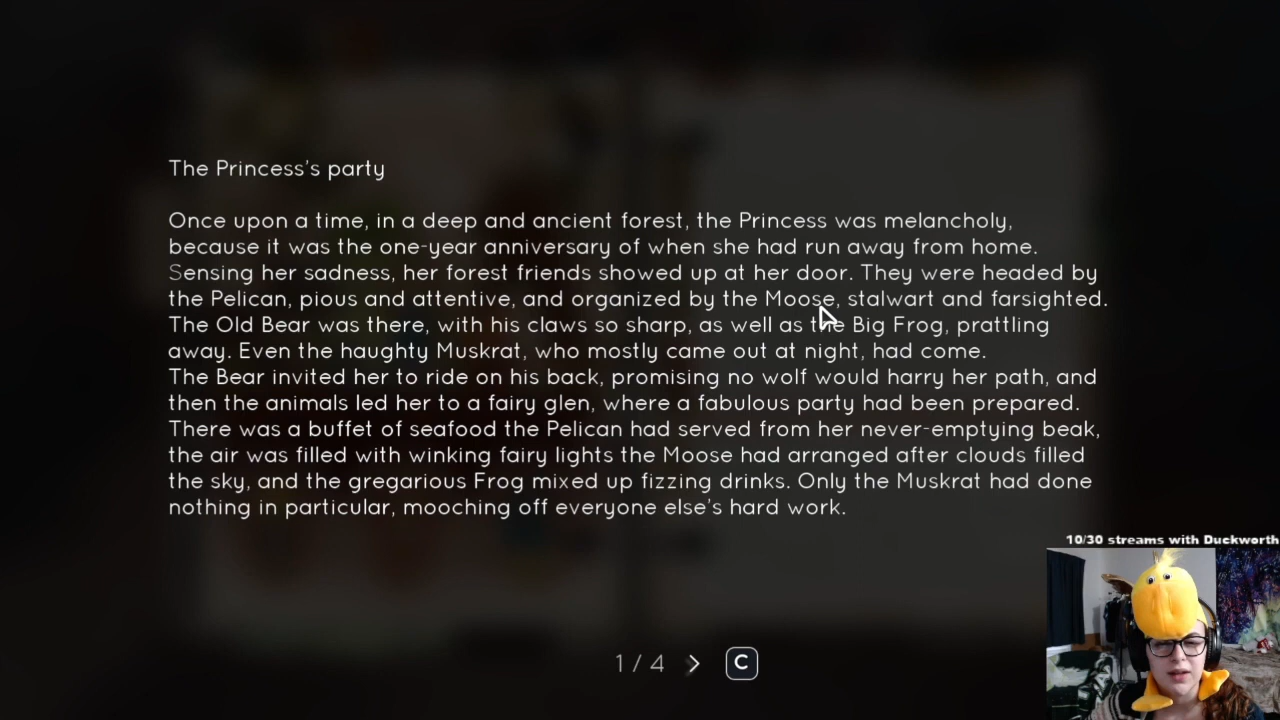 The Princess's party
Once upon a time, in a deep and ancient forest, the Princess was melancholy,
because it was the one-year anniversary of when she had run away from home.
Sensing her sadness, her forest friends showed up at her door. They were headed by
the Pelican, pious and attentive, and organized by the Moose, stalwart and farsighted.
The Old Bear was there, with his claws so sharp, as well as the Big Frog, prattling
away. Even the haughty Muskrat, who mostly came out at night, had come.
The Bear invited her to ride on his back, promising no wolf would harry her path, and
then the animals led her to a fairy glen, where a fabulous party had been prepared.
There was a buffet of seafood the Pelican had served from her never-emptying beak,
the air was filled with winking fairy lights the Moose had arranged after clouds filled
the sky, and the gregarious Frog mixed up fizzing drinks. Only the Muskrat had done
nothing in particular, mooching off everyone else's hard work.
10/30 streams with Duckworth
1 / 4 > C